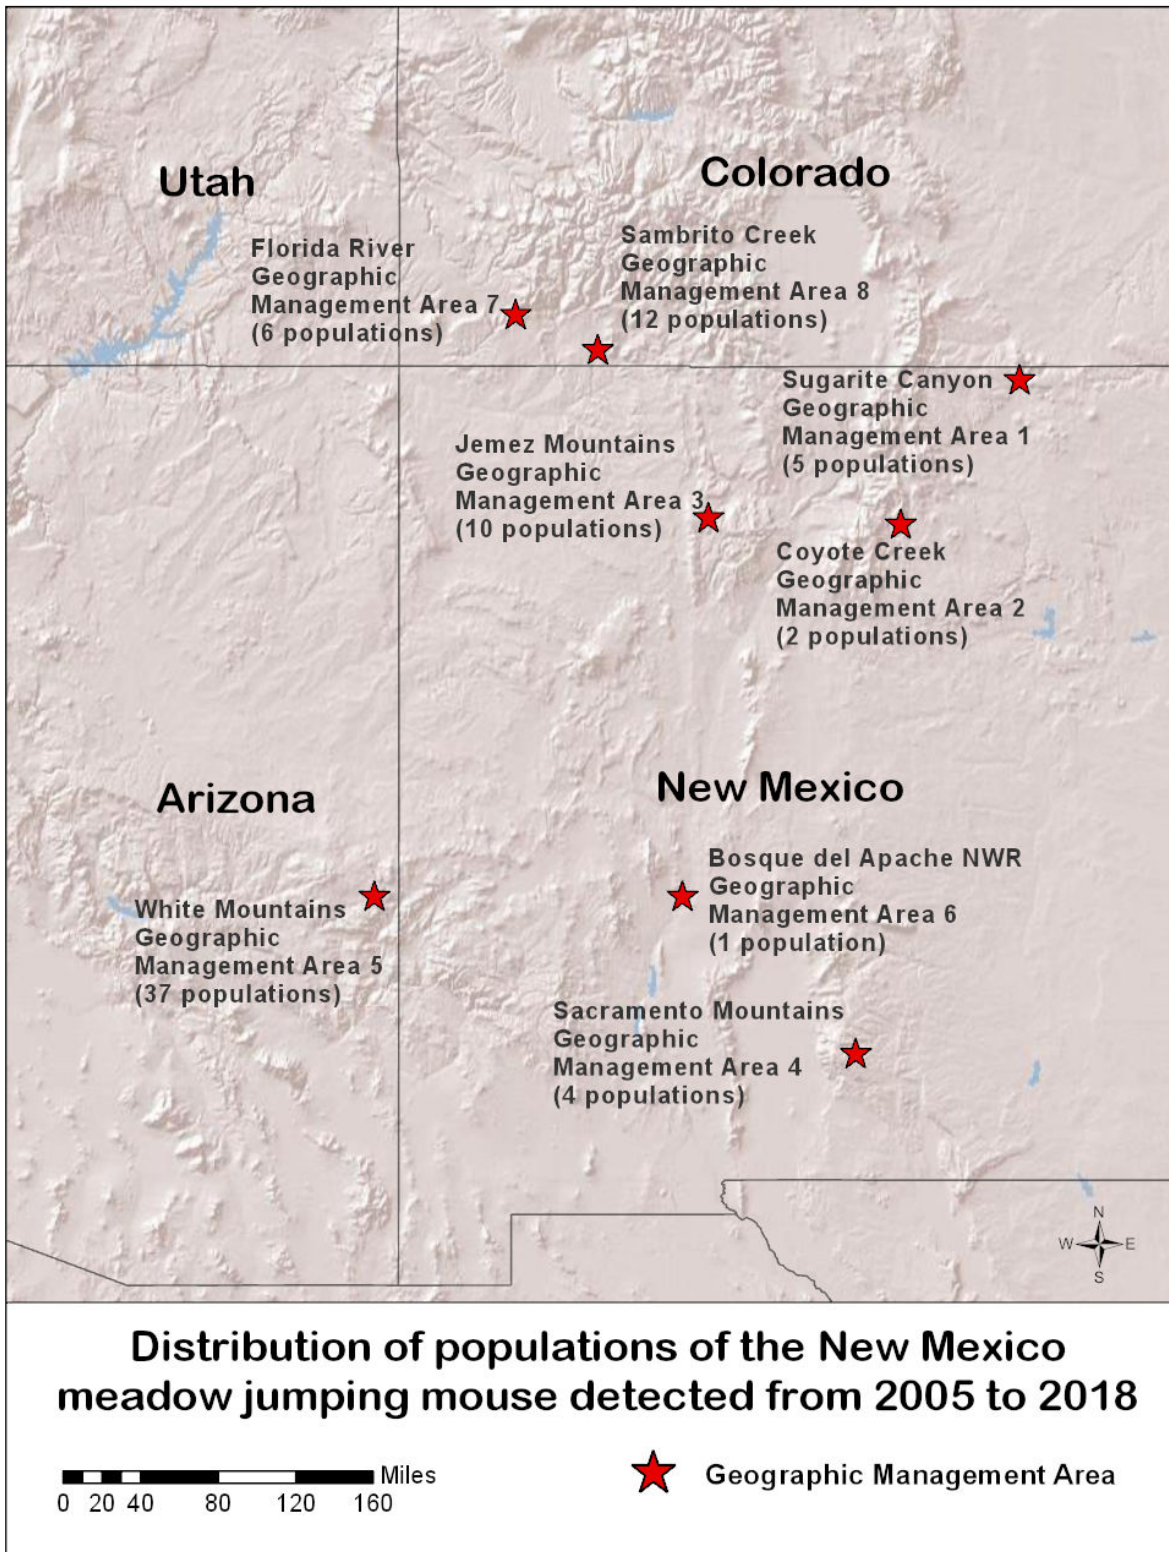 Utah
Colorado
Florida River
Geographic
Management Area 7
(6 populations)
Sambrito Creek
Geographic
Management Area 8
(12 populations)
Sugarite Canyon
Geographic
Management Area 1
(5 populations)
Jemez Mountains
Geographic
Management Area 3
(10 populations)
Coyote Creek
Geographic
Management Area 2
(2 populations)
Arizona
New Mexico
Bosque del Apache NWR
Geographic
Management Area 6
(1 population)
White Mountains
Geographic
Management Area 5
(37 populations)
Sacramento Mountains
Geographic
Management Area 4
(4 populations)
N
W E
S
Distribution of populations of the New Mexico
meadow jumping mouse detected from 2005 to 2018
Miles
0 20 40 80 120 160
Geographic Management Area